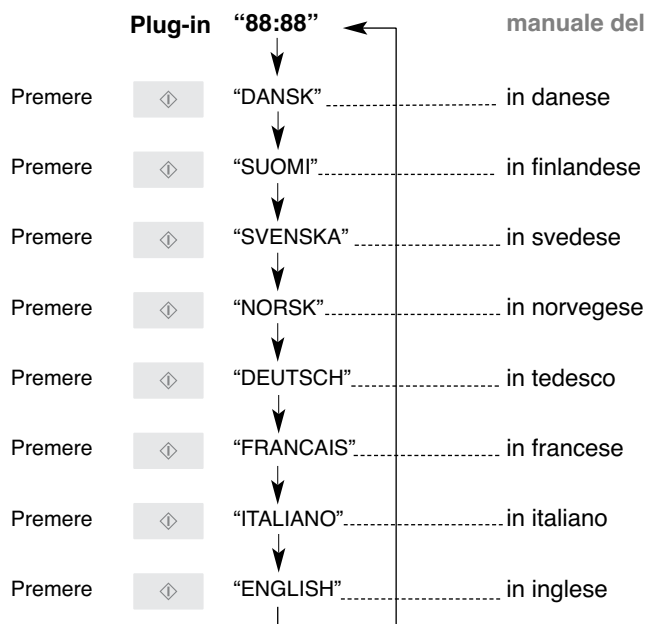 Plug-in “88:88” manuale del
Premere “DANSK” in danese
Premere “SUOMI” in finlandese
Premere “SVENSKA” in svedese
Premere “NORSK” in norvegese
Premere “DEUTSCH” in tedesco
Premere “FRANCAIS” in francese
Premere “ITALIANO” in italiano
Premere “ENGLISH” in inglese